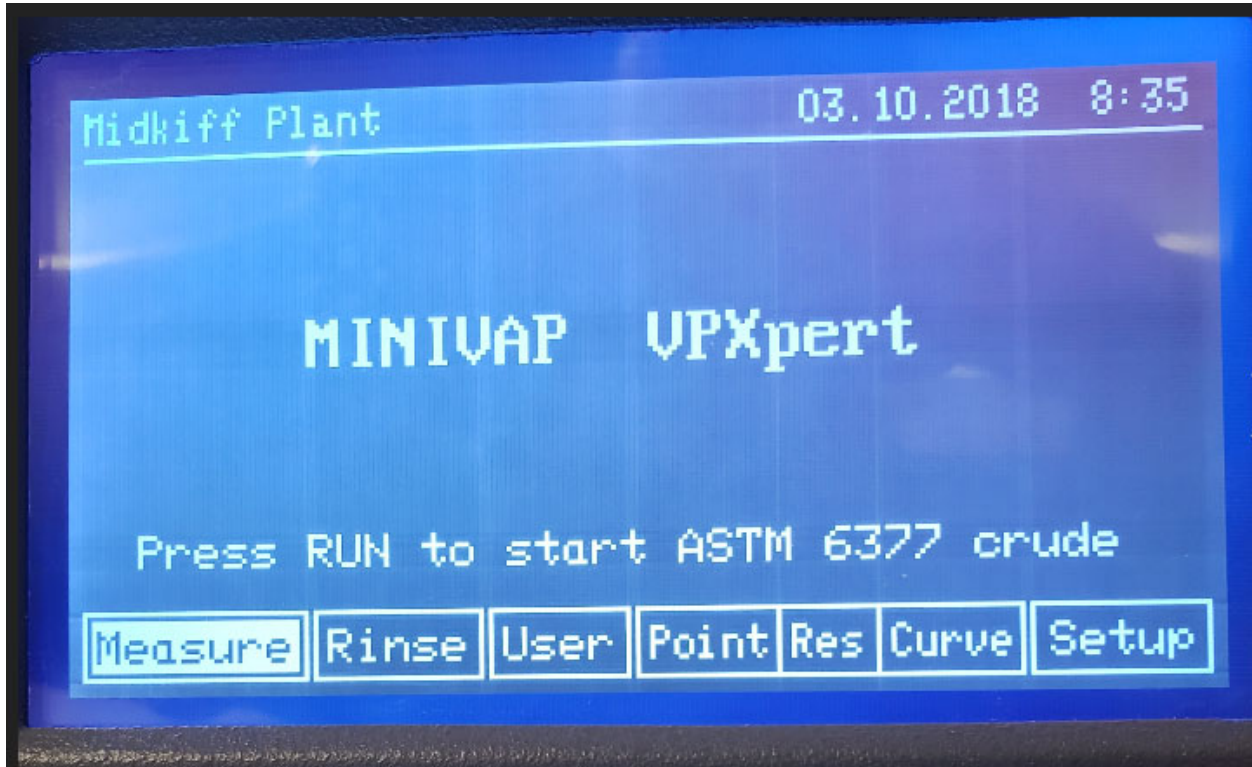 Midkiff Plant 03.10.2018 8:35
MINIVAP VPXpert
Press RUN to start ASTM 6377 crude
Measure Rinse User Point Res Curve Setup